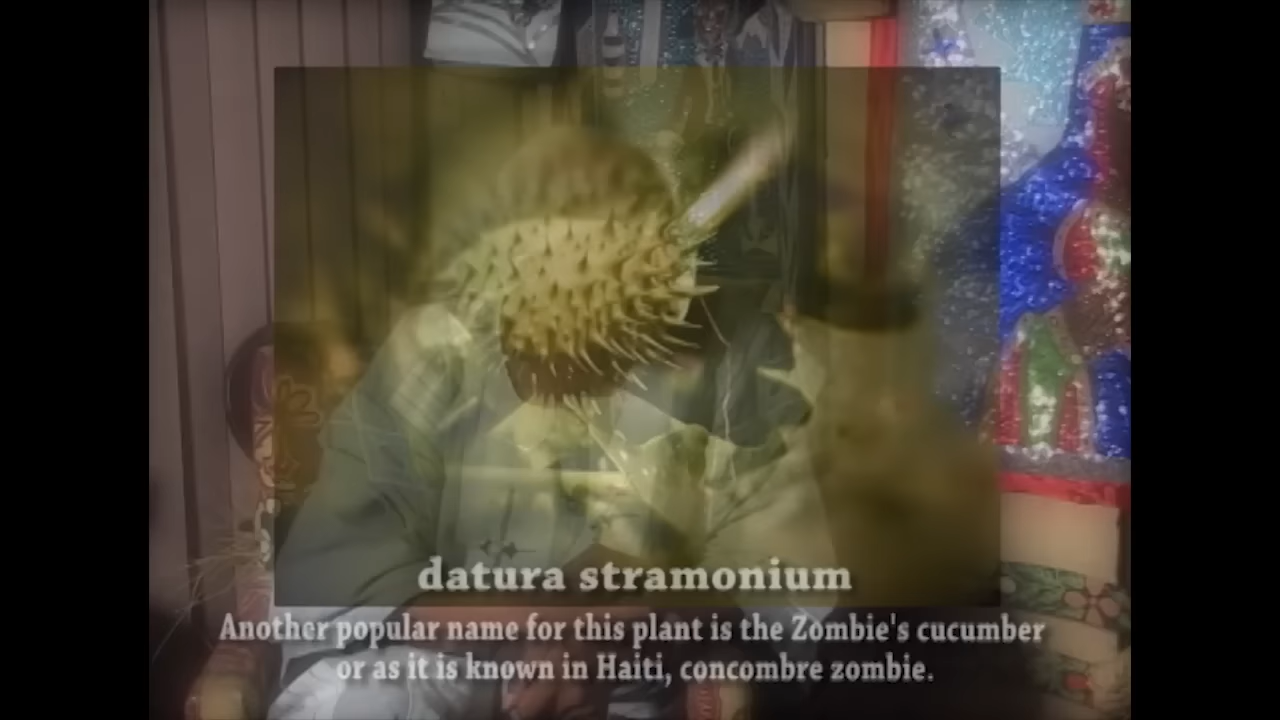 datura stramonium
Another popular name for this plant is the Zombie's cucumber
or as it is known in Haiti, concombre zombie.